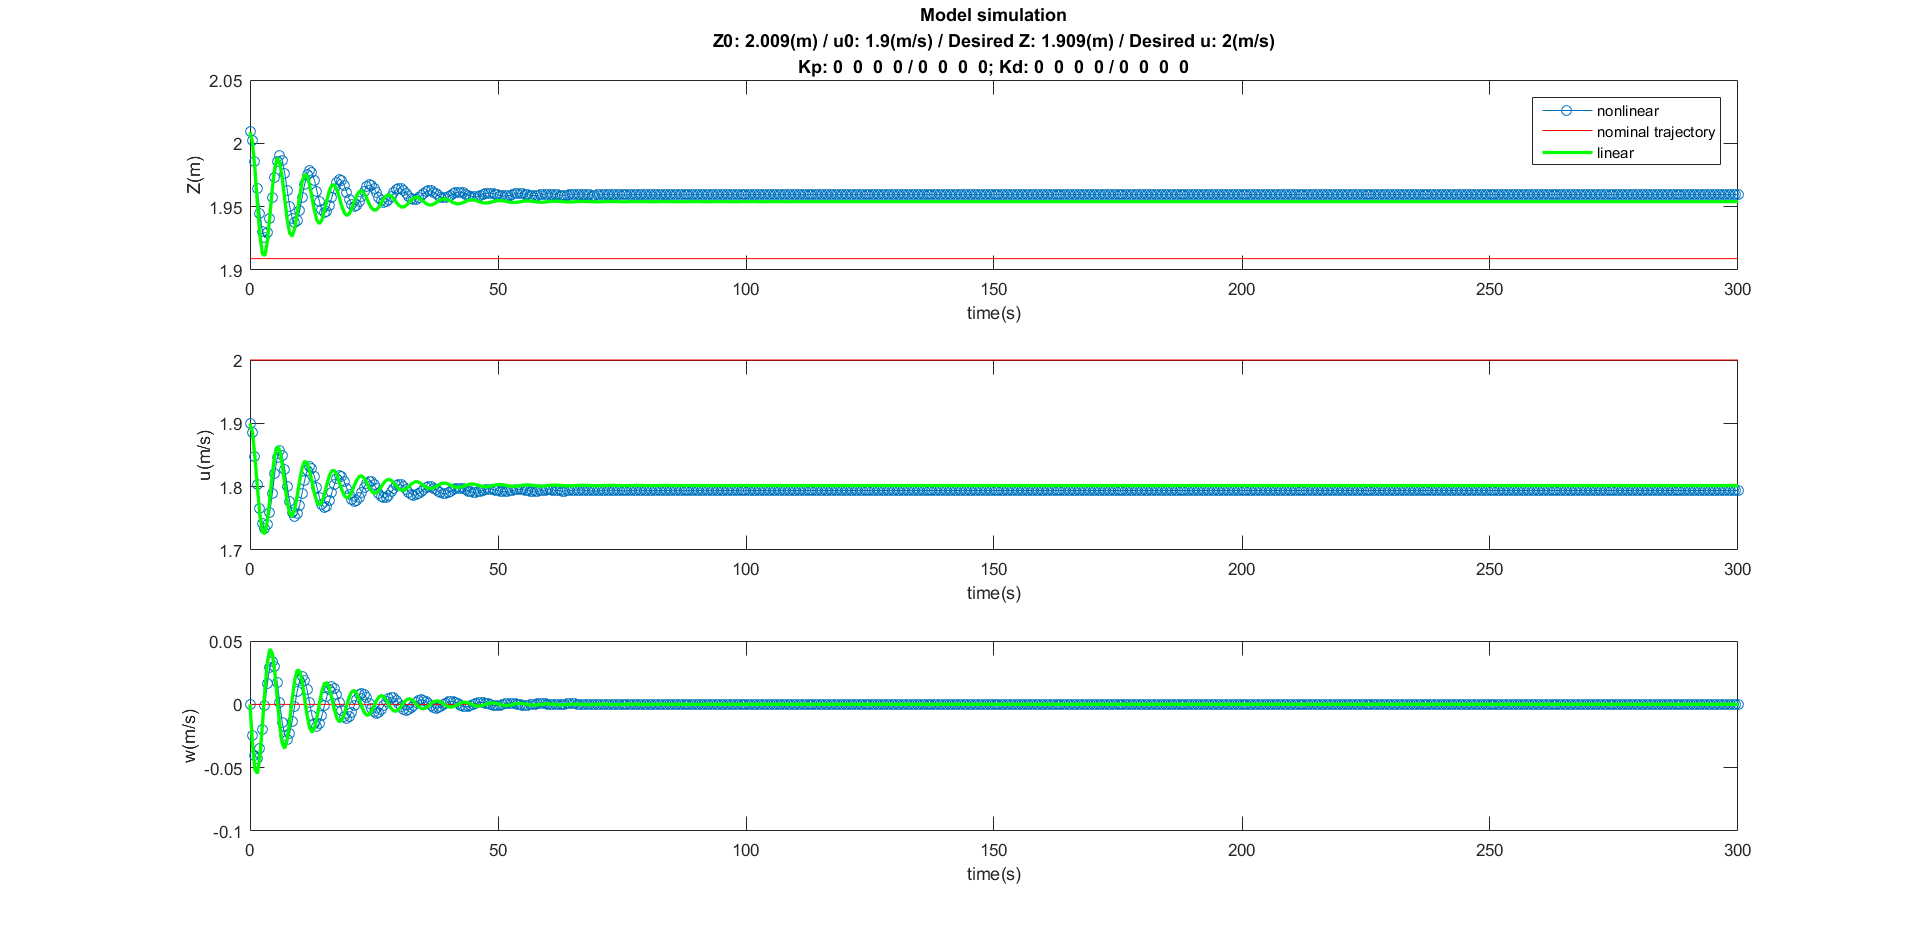 Model simulation
Z0: 2.009(m) / u0: 1.9(m/s) / Desired Z: 1.909(m) / Desired u: 2(m/s)
Kp: 0 0 0 0 / 0 0 0 0; Kd: 0 0 0 0 / 0 0 0 0
2.05
2
1.95
1.9
Z(m)
nonlinear
nominal trajectory
linear
0 50 100 150 200 250 300
time(s)
2
1.9
1.8
1.7
u(m/s)
0 50 100 150 200 250 300
time(s)
0.05
0
-0.05
-0.1
w(m/s)
0 50 100 150 200 250 300
time(s)